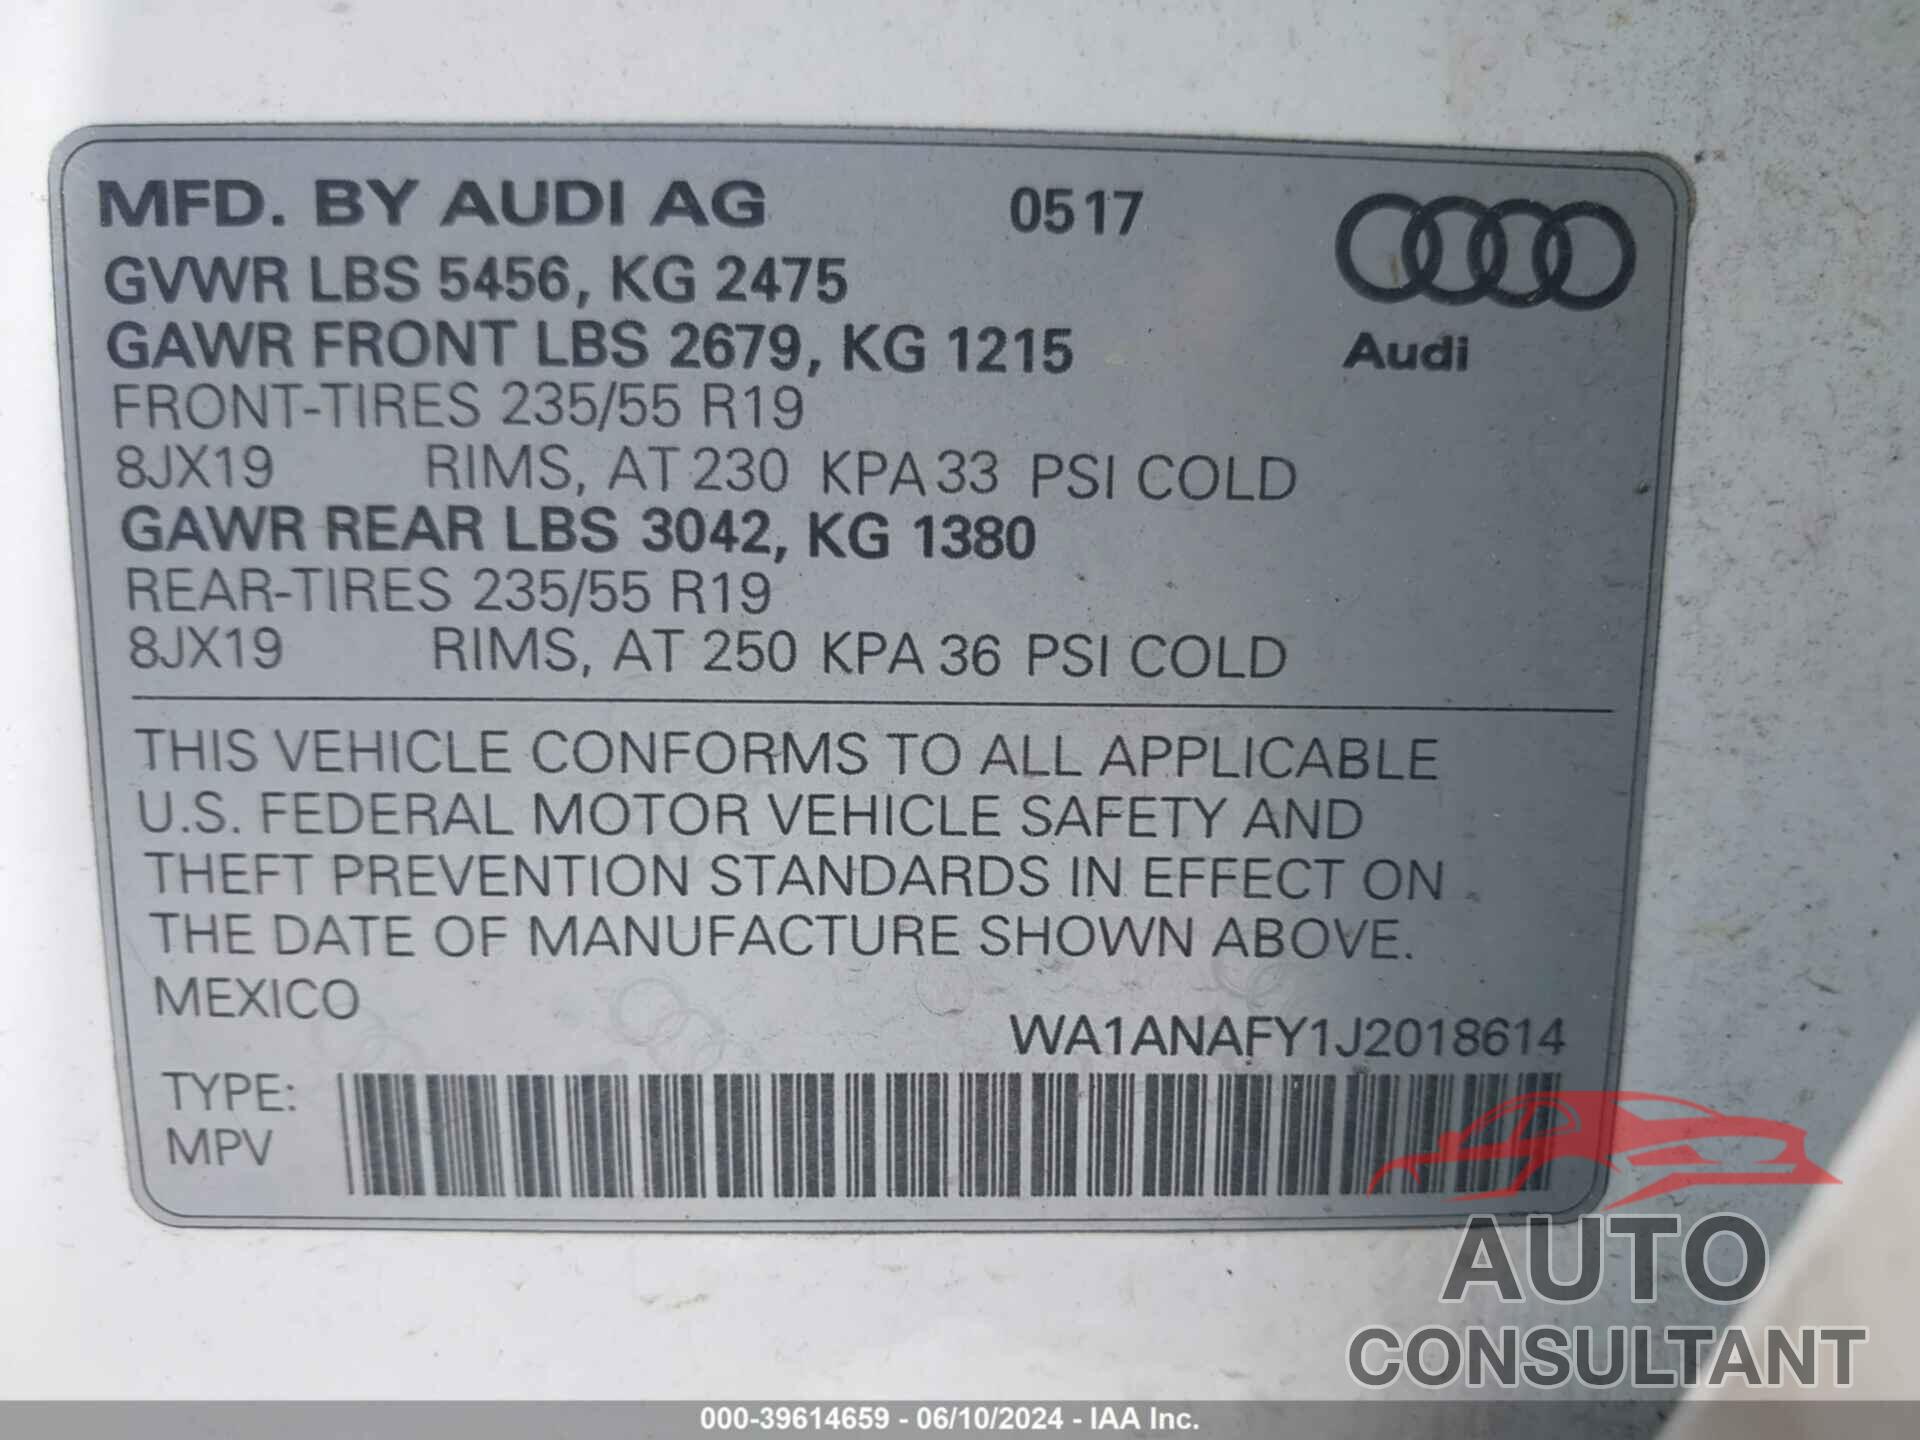 MFD. BY AUDI AG 0517
GVWR LBS 5456, KG 2475
GAWR FRONT LBS 2679, KG 1215
Audi
FRONT-TIRES 235/55 R19
8JX19 RIMS, AT 230 KPA 33 PSI COLD
GAWR REAR LBS 3042, KG 1380
REAR-TIRES 235/55 R19
8JX19 RIMS, AT 250 KPA 36 PSI COLD
THIS VEHICLE CONFORMS TO ALL APPLICABLE
U.S. FEDERAL MOTOR VEHICLE SAFETY AND
THEFT PREVENTION STANDARDS IN EFFECT ON
THE DATE OF MANUFACTURE SHOWN ABOVE.
MEXICO
WA1ANAFY1J2018614
TYPE:
MPV
AUTO
CONSULTANT
000-39614659 - 06/10/2024 - IAA Inc.